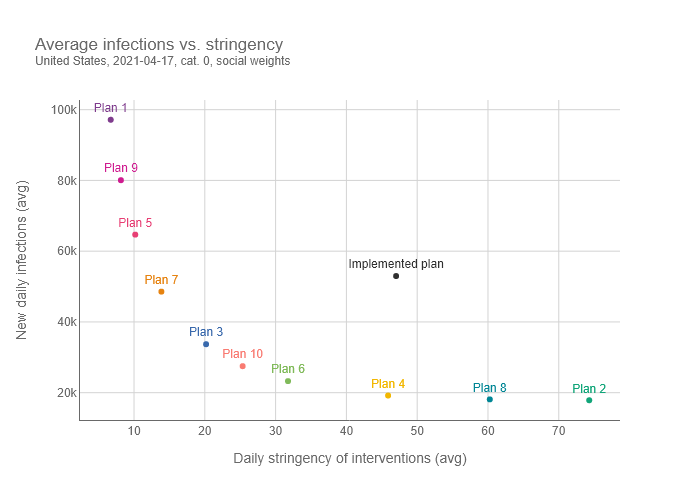 Average infections vs. stringency
United States, 2021-04-17, cat. 0, social weights
100k
Plan 1
80k
Plan 9
Plan 5
60k
Implemented plan
Plan 7
40k
Plan 3
Plan 10
Plan 6
20k
Plan 4
Plan 8
Plan 2
New daily infections (avg)
10 20 30 40 50 60 70
Daily stringency of interventions (avg)